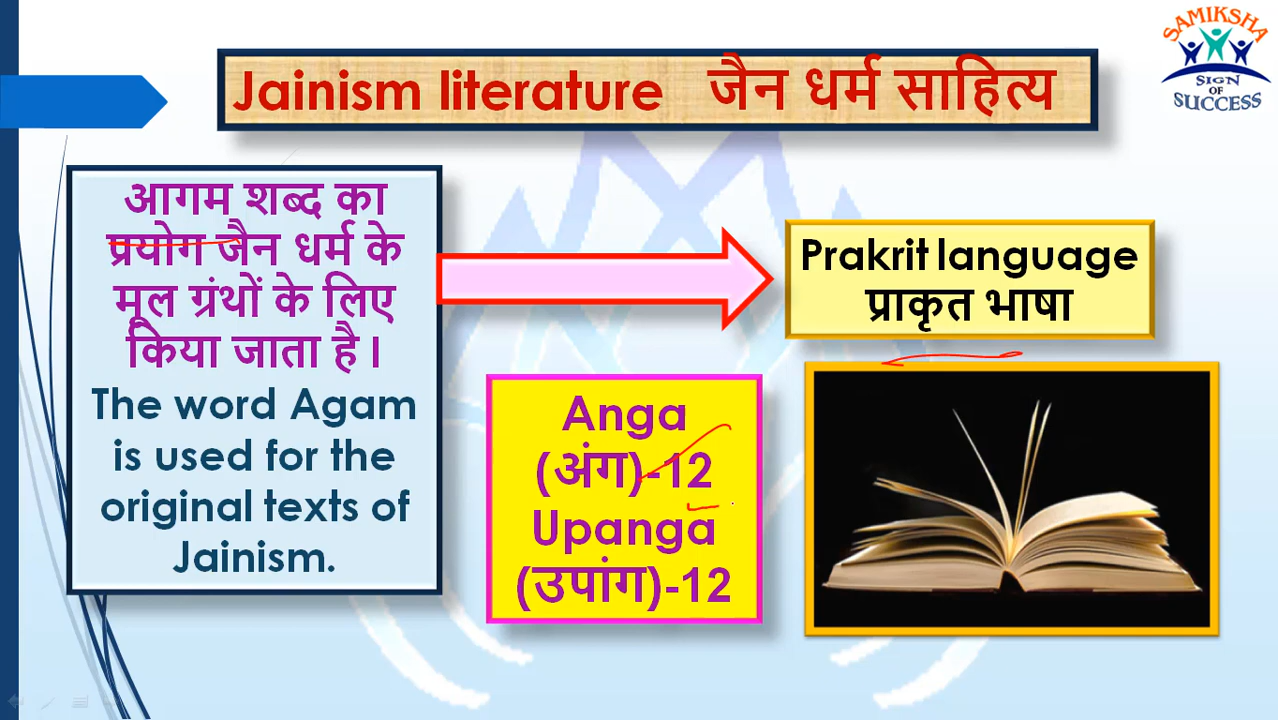 SAMIKSHA
SIGN
OF
SUCCESS
Jainism literature जैन धर्म साहित्य
आगम शब्द का
प्रयोग जैन धर्म के
मूल ग्रंथों के लिए
किया जाता है।
The word Agam
is used for the
original texts of
Jainism.
Prakrit language
प्राकृत भाषा
Anga
(अंग)-12
Upanga
(उपांग)-12